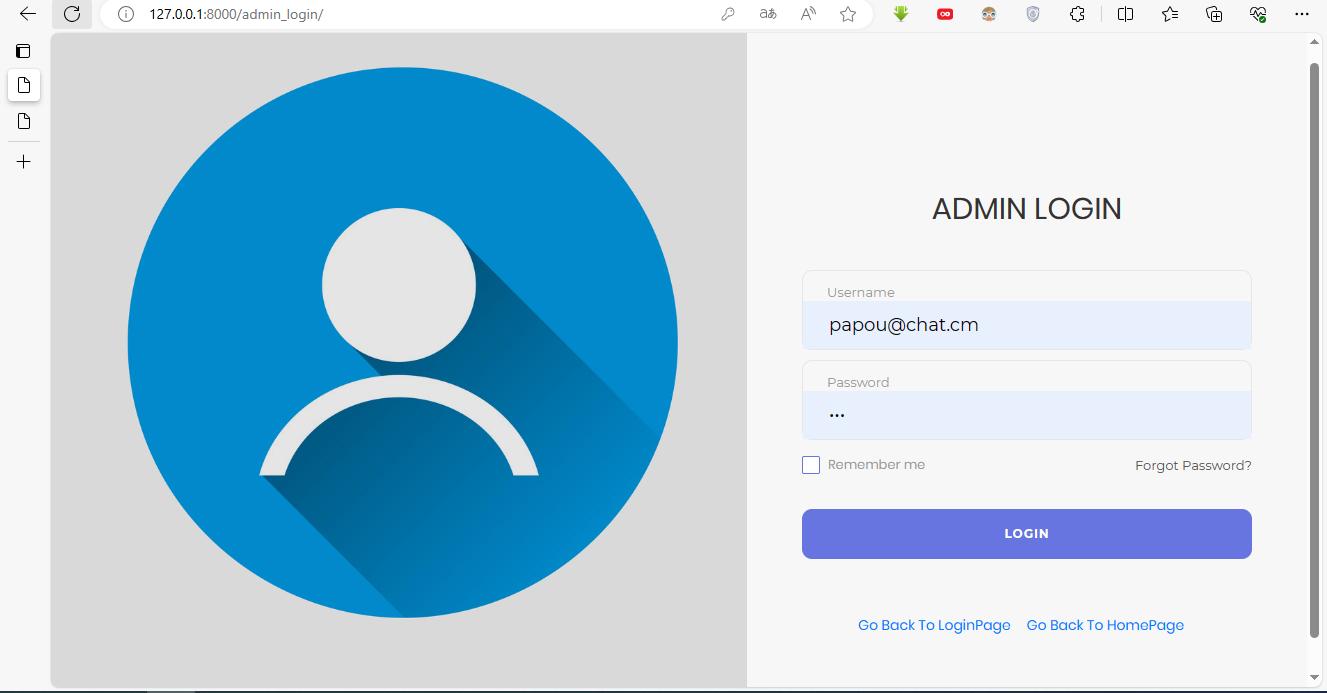 127.0.0.1:8000/admin_login/
ADMIN LOGIN
Username
papou@chat.cm
Password
•••
Remember me
Forgot Password?
LOGIN
Go Back To LoginPage
Go Back To HomePage